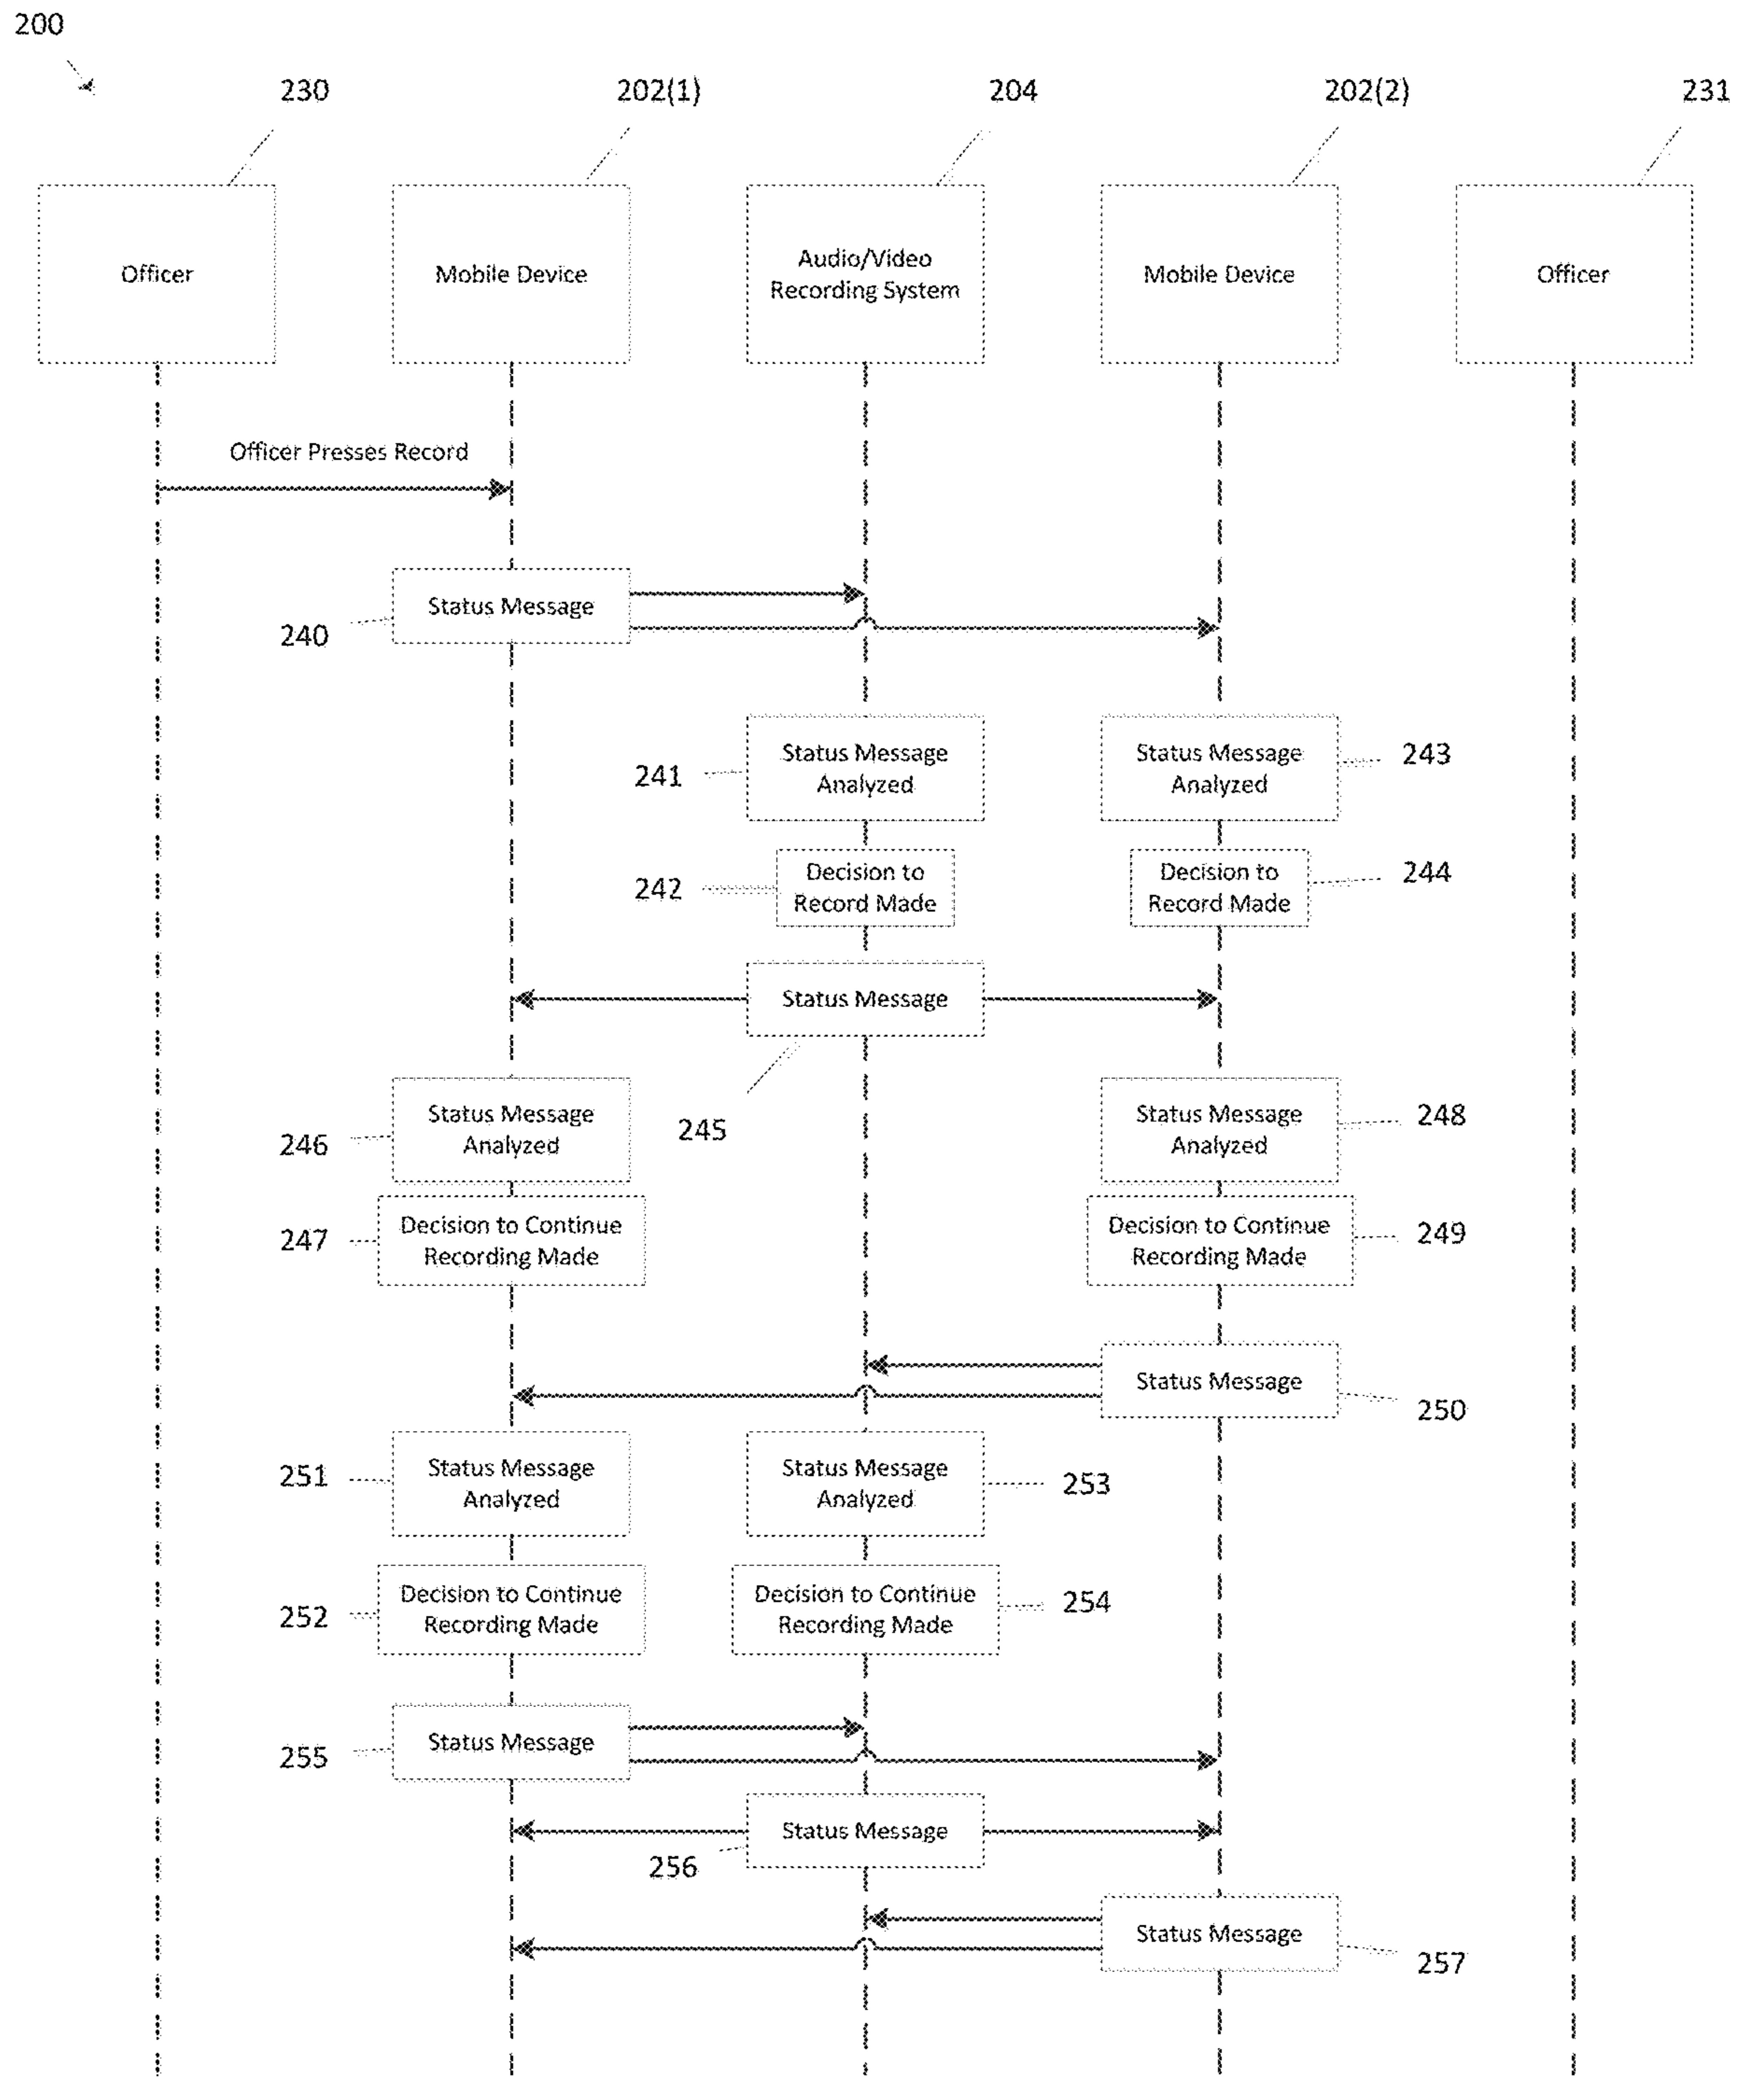 200
230
202(1)
204
202(2)
231
Officer
Mobile Device
Audio/Video
Recording System
Mobile Device
Officer
Officer Presses Record
Status Message
240
Status Message
Analyzed
241
Status Message
Analyzed
243
Decision to
Record Made
242
Decision to
Record Made
244
Status Message
245
Status Message
Analyzed
246
Status Message
Analyzed
248
Decision to Continue
Recording Made
247
Decision to Continue
Recording Made
249
Status Message
250
Status Message
Analyzed
251
Status Message
Analyzed
253
Decision to Continue
Recording Made
252
Decision to Continue
Recording Made
254
Status Message
255
Status Message
256
Status Message
257